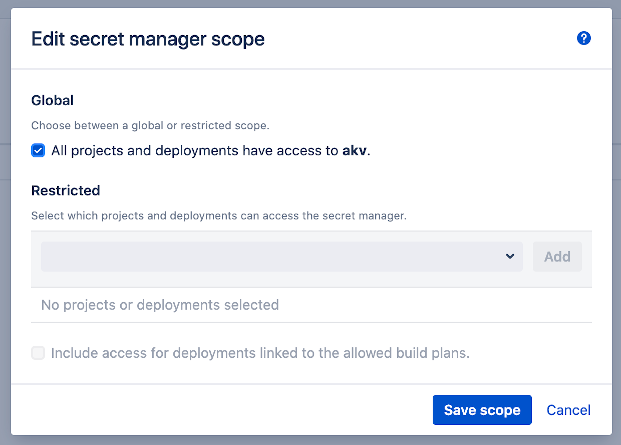 Edit secret manager scope
?
Global
Choose between a global or restricted scope.
All projects and deployments have access to akv.
Restricted
Select which projects and deployments can access the secret manager.
Add
No projects or deployments selected
Include access for deployments linked to the allowed build plans.
Save scope Cancel